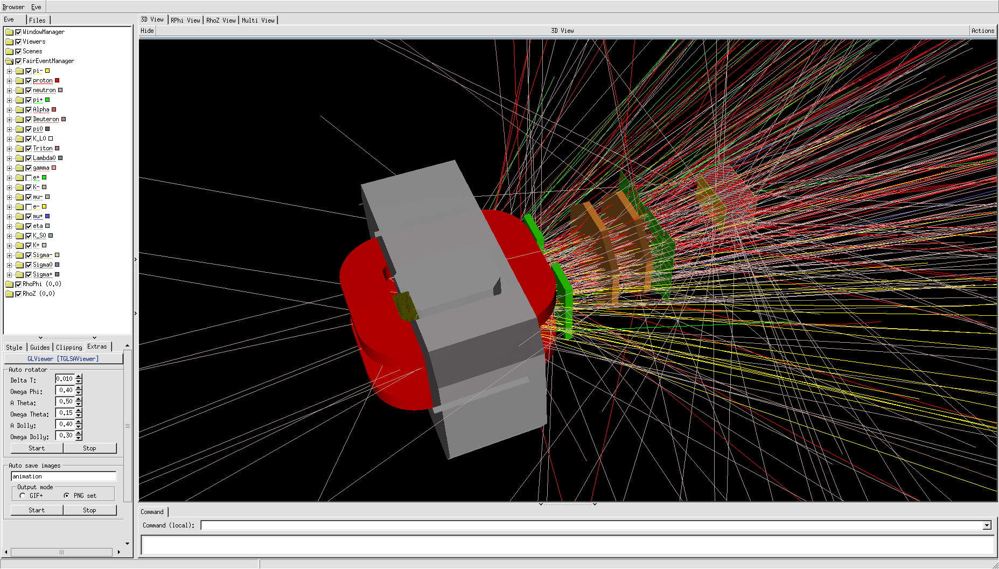 Browser Eve
Eve Files
WindowManager
Viewers
Scenes
FairEventManager
pi-
proton
neutron
pi+
Alpha
Deuteron
pi0
K_L0
Triton
Lambda0
gamma
e+
K-
mu-
e-
mu+
eta
K_S0
K+
Sigma-
Sigma0
Sigma+
RhoPhi (0.0)
RhoZ (0.0)
Style Guides Clipping Extras
GLViewer [TGLSAViewer]
Auto rotator
Delta T: 0.010
Omega Phi: 0.40
A Theta: 0.50
Omega Theta: 0.15
A Dolly: 0.40
Omega Dolly: 0.30
Start Stop
Auto save images
animation
Output mode
GIF+ PNG set
Start Stop
3D View RPhi View RhoZ View Multi View
Hide 3D View Actions
Command
Command (local):